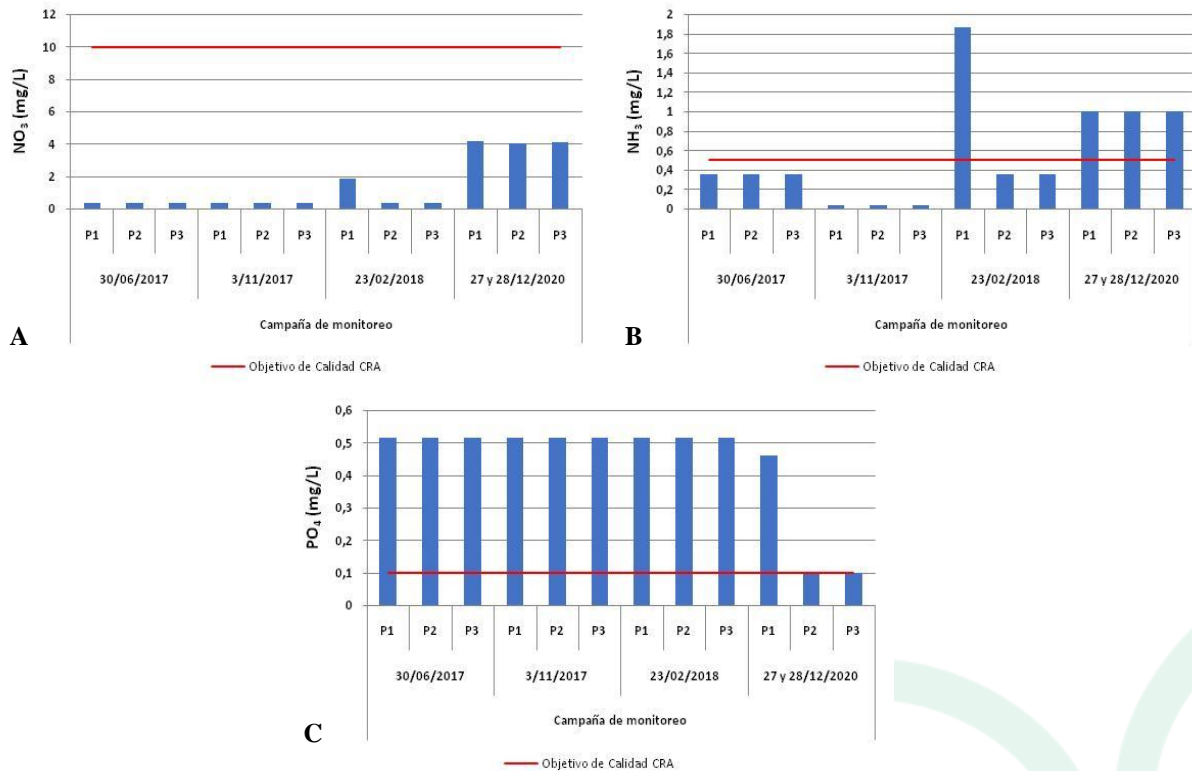 12
10
8
6
4
2
0
NO3 (mg/L)
P1 P2 P3 P1 P2 P3 P1 P2 P3 P1 P2 P3
30/06/2017 3/11/2017 23/02/2018 27 y 28/12/2020
Campaña de monitoreo
A
Objetivo de Calidad CRA
2
1,8
1,6
1,4
1,2
1
0,8
0,6
0,4
0,2
0
NH3 (mg/L)
P1 P2 P3 P1 P2 P3 P1 P2 P3 P1 P2 P3
30/06/2017 3/11/2017 23/02/2018 27 y 28/12/2020
Campaña de monitoreo
B
Objetivo de Calidad CRA
0,6
0,5
0,4
0,3
0,2
0,1
0
PO4 (mg/L)
P1 P2 P3 P1 P2 P3 P1 P2 P3 P1 P2 P3
30/06/2017 3/11/2017 23/02/2018 27 y 28/12/2020
Campaña de monitoreo
C
Objetivo de Calidad CRA